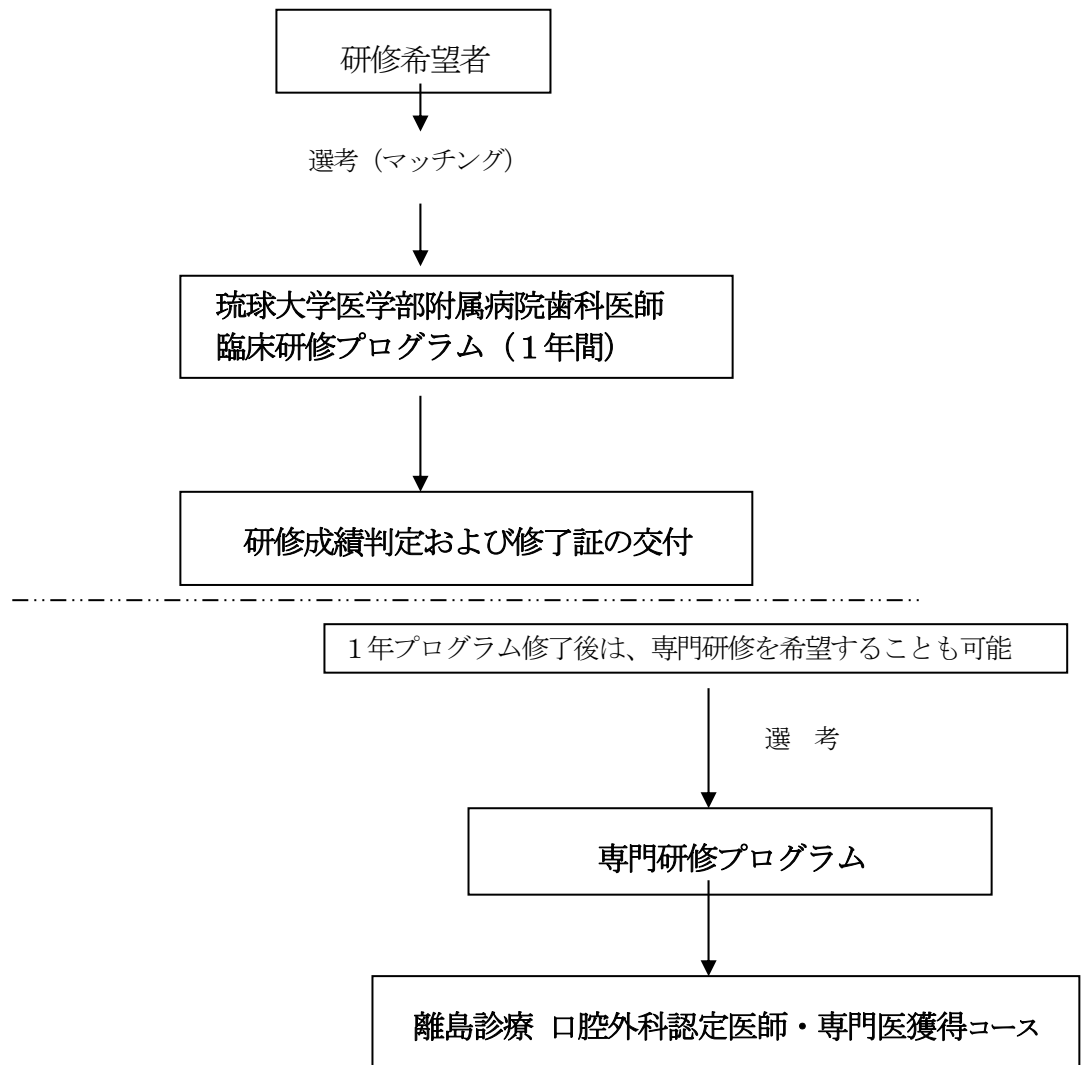 研修希望者
選考（マッチング）
琉球大学医学部附属病院歯科医師
臨床研修プログラム（１年間）
研修成績判定および修了証の交付
１年プログラム修了後は、専門研修を希望することも可能
選　考
専門研修プログラム
離島診療 口腔外科認定医師・専門医獲得コース